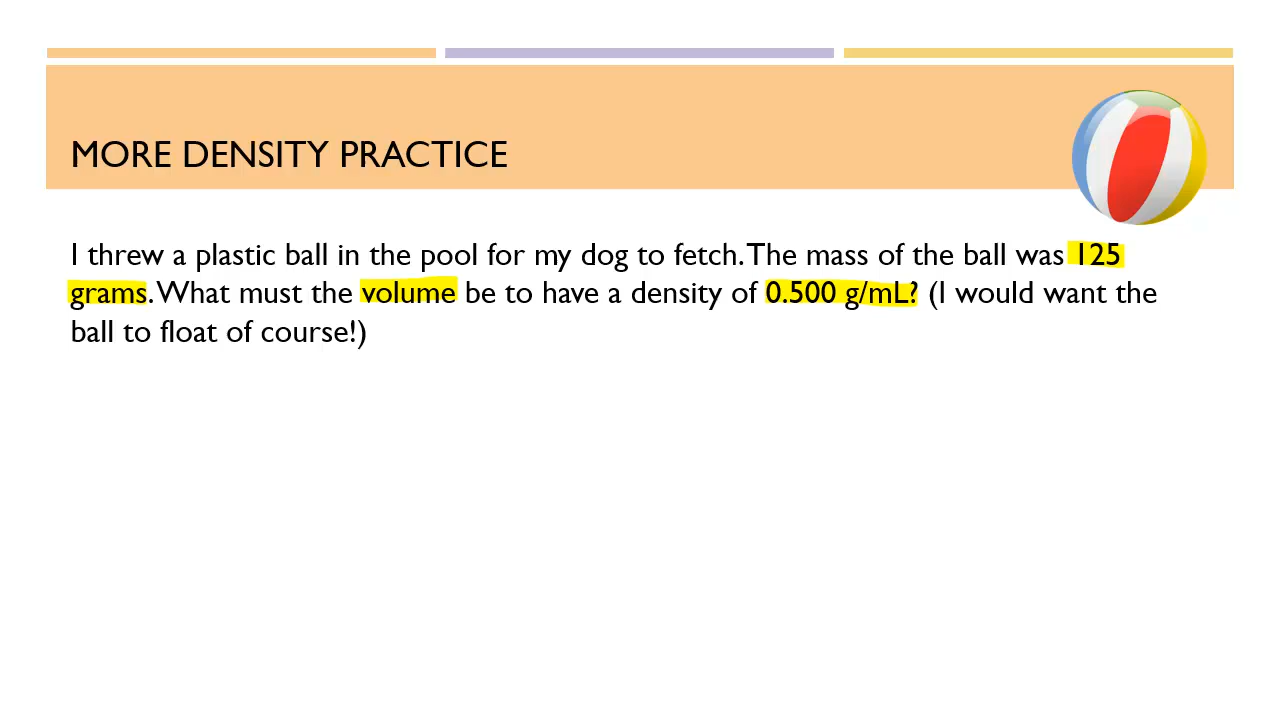 MORE DENSITY PRACTICE
I threw a plastic ball in the pool for my dog to fetch. The mass of the ball was 125
grams. What must the volume be to have a density of 0.500 g/mL? (I would want the
ball to float of course!)